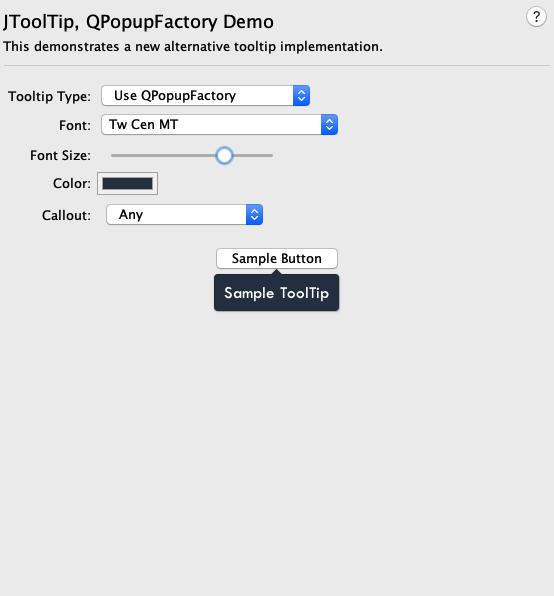 JToolTip, QPopupFactory Demo
?
This demonstrates a new alternative tooltip implementation.
Tooltip Type: Use QPopupFactory
Font: Tw Cen MT
Font Size:
Color:
Callout: Any
Sample Button
Sample ToolTip